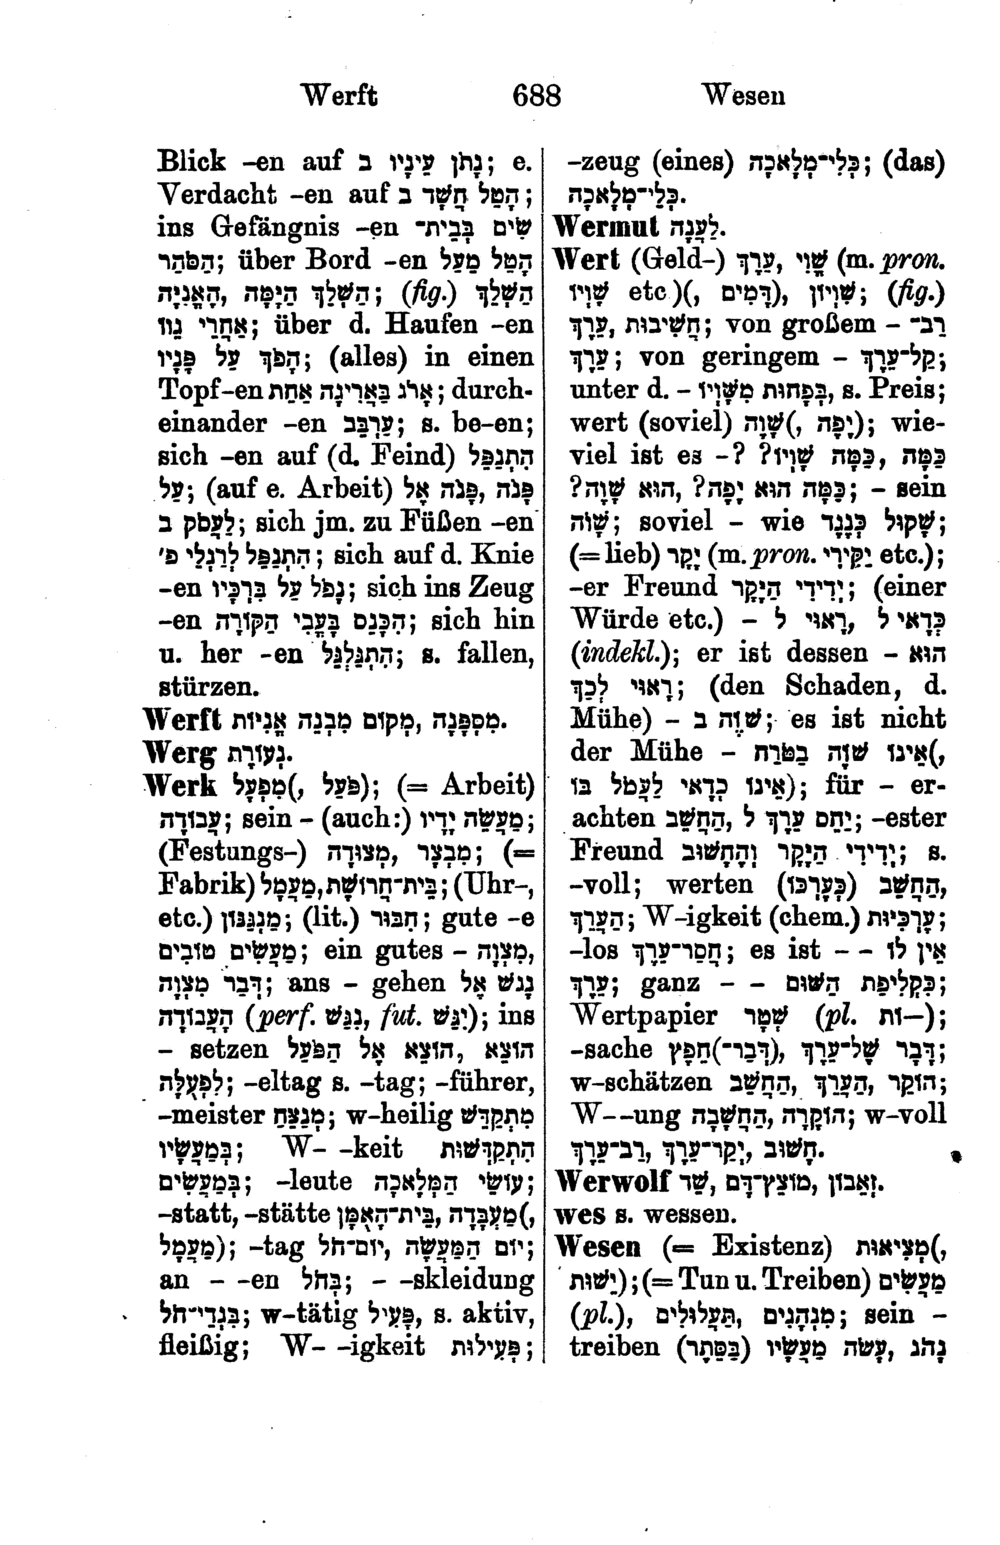 Werft 688 Wesen
Blick -en auf נָתֹן עֵינָיו ב; e.
Verdacht -en auf הָטֵל חֲשָׁד ב;
ins Gefängnis -en שִׂים בְּבֵית־
הַסֹּהַר; über Bord -en הָטֵל מֵעַל
הָאֳנִיָּה, הַשְׁלֵךְ הַיָּמָּה; (fig.) הַשְׁלֵךְ
אַחֲרֵי גֵווֹ; über d. Haufen -en
הָפֹךְ עַל פָּנָיו; (alles) in einen
Topf -en אָרֹג בַּאֲרִיגָה אַחַת; durch-
einander -en עַרְבֵּב; s. be-en;
sich -en auf (d. Feind) הִתְנַפֵּל
עַל; (auf e. Arbeit) פָּנֹה, פָּנֹה אֶל
לַעֲסֹק ב; sich jm. zu Füßen -en
הִתְנַפֵּל לְרַגְלֵי פ'; sich auf d. Knie
-en נָפֹל עַל בִּרְכָּיו; sich ins Zeug
-en הִכָּנֵס בָּעֳבִי הַקּוֹרָה; sich hin
u. her -en הִתְגַּלְגֵּל; s. fallen,
stürzen.
Werft מִסְפָּנָה, מְקוֹם מִבְנֵה אֳנִיּוֹת.
Werg נְעוֹרֶת.
Werk מִפְעָל (, פֹּעַל); (= Arbeit)
עֲבוֹדָה; sein - (auch:) מַעֲשֵׂה יָדָיו;
(Festungs-) מִבְצָר, מְצוּדָה; (=
Fabrik) בֵּית־חֲרוֹשֶׁת, מַעֲמָל; (Uhr-,
etc.) מַנְגָּנוֹן; (lit.) חִבּוּר; gute -e
מַעֲשִׂים טוֹבִים; ein gutes - מִצְוָה,
דְּבַר מִצְוָה; ans - gehen נָגֹשׁ אֶל
הָעֲבוֹדָה (perf. נִגַּשׁ, fut. יִגַּשׁ); ins
- setzen הוֹצֵא, הוֹצֵא אֶל הַפֹּעַל
לִפְעֻלָּה; -eltag s. -tag; -führer,
-meister מְנַצֵּחַ; w-heilig מִתְקַדֵּשׁ
בְּמַעֲשָׂיו; W- -keit הִתְקַדְּשׁוּת
בְּמַעֲשִׂים; -leute עוֹשֵׂי הַמְּלָאכָה;
-statt, -stätte בֵּית־הָאֻמָּן (, מַעְבָּדָה,
מַעֲמָל); -tag יוֹם הַמַּעֲשֶׂה, יוֹם־חֹל;
an - -en בְּחֹל; - -skleidung
בִּגְדֵי־חֹל; w-tätig פָּעִיל, s. aktiv,
fleißig; W- -igkeit פְּעִילוּת;
-zeug (eines) כְּלִי־מְלָאכָה; (das)
כְּלֵי־מְלָאכָה.
Wermut לַעֲנָה.
Wert (Geld-) שֳׁוִי, עֵרֶךְ (m. pron.
שָׁוְיוֹ etc)(, דָּמִים), שִׁוְיוֹן; (fig.)
חֲשִׁיבוּת, עֵרֶךְ; von großem - רַב־
עֵרֶךְ; von geringem - קַל־עֵרֶךְ;
unter d. - בְּפָחוּת מִשָּׁוְיוֹ, s. Preis;
wert (soviel) שָׁוֶה (, יָפֶה); wie-
viel ist es -? כַּמָּה, כַּמָּה שָׁוְיוֹ?
כַּמָּה הוּא יָפֶה?, הוּא שָׁוֶה?; - sein
שָׁוֹה; soviel - wie שָׁקוּל כְּנֶגֶד;
(= lieb) יָקָר (m. pron. יַקִּירִי etc.);
-er Freund יְדִידִי הַיָּקָר; (einer
Würde etc.) - רָאוּי ל, כְּדָאי ל
(indekl.); er ist dessen - הוּא
רָאוּי לְכָךְ; (den Schaden, d.
Mühe) - שׁוֶֹה ב; es ist nicht
der Mühe - אֵינוֹ שׁוֶֹה בַטֹּרַח (,
אֵינוֹ כְדָאי לַעֲמֹל בּוֹ); für - er-
achten יַחֵס עֵרֶךְ ל, הַחֲשֵׁב; -ester
Freund יְדִידִי הַיָּקָר וְהֶחָשׁוּב; s.
-voll; werten הַחֲשֵׁב (כְּעֶרְכּוֹ),
הַעֲרֵךְ; W-igkeit (chem.) עֶרְכִּיּוּת;
-los חֲסַר־עֵרֶךְ; es ist - - אֵין לוֹ
עֵרֶךְ; ganz - - כִּקְלִיפַּת הַשּׁוּם;
Wertpapier שְׁטָר (pl. —וֹת);
-sache חֵפֶץ (דְּבַר־), דָּבָר שֶׁל־עֵרֶךְ;
w-schätzen הוֹקֵר, הַעֲרֵךְ, הַחֲשֵׁב;
W- -ung הוֹקָרָה, הַחֲשָׁבָה; w-voll
חָשׁוּב, יְקַר־עֵרֶךְ, רַב־עֵרֶךְ.
Werwolf זְאֵבוֹן, מוֹצֵץ־דָּם, שֵׁד.
wes s. wessen.
Wesen (= Existenz) מְצִיאוּת (,
יֵשׁוּת); (= Tun u. Treiben) מַעֲשִׂים
(pl.), מִנְהָגִים, תַּעֲלוּלִים; sein -
treiben עָשֹׂה מַעֲשָׂיו (בַּסֵּתֶר), נָהֹג